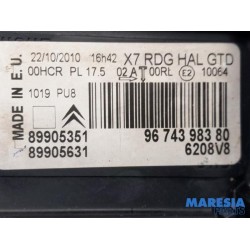 22/10/2010 16h42 X7 RDG HAL GTD
00HCR PL 17.5 02 A 00RL E2 10064
MADE IN E.U.
1019 PU8
89905351 96 743 983 80
89905631 6208V8
MARESIA